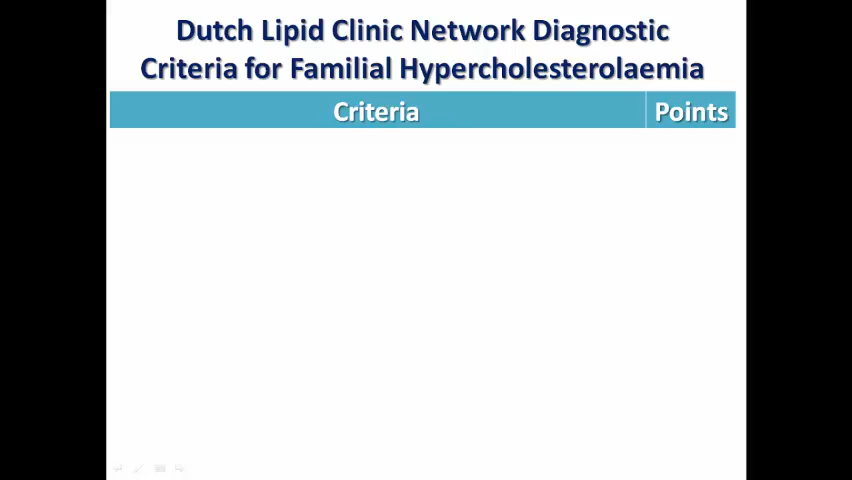 Dutch Lipid Clinic Network Diagnostic
Criteria for Familial Hypercholesterolaemia
Criteria Points